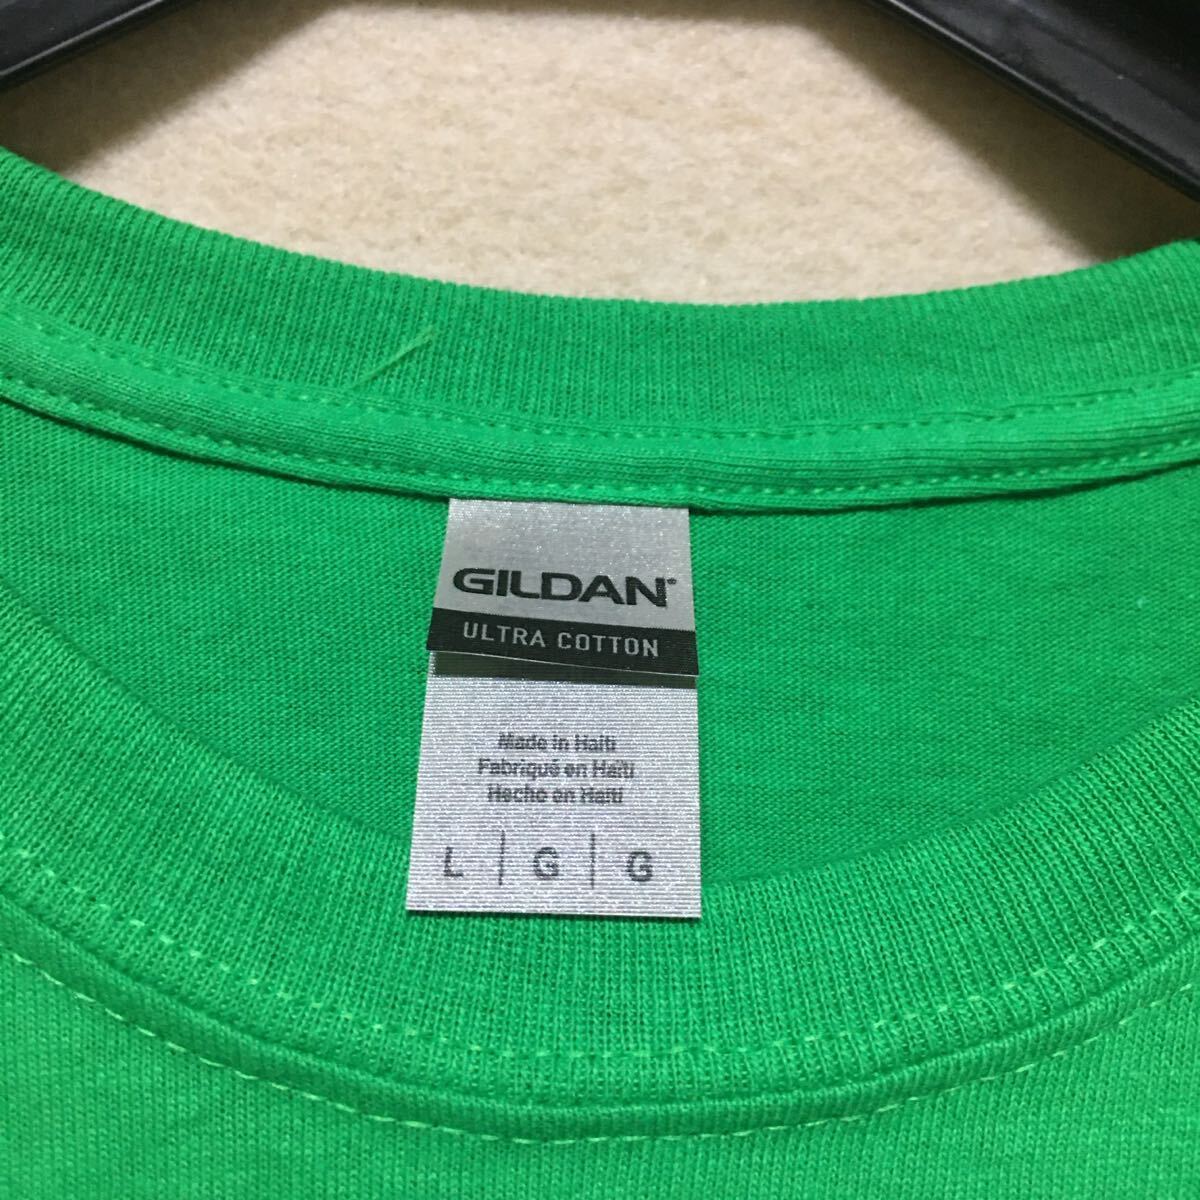 GILDAN®
ULTRA COTTON
Made in Haiti
Fabriqué en Haïti
Hecho en Haití
L | G | G